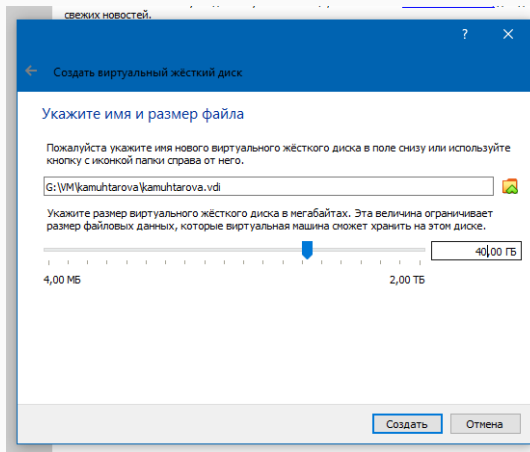 свежих новостей.
?
Создать виртуальный жёсткий диск
Укажите имя и размер файла
Пожалуйста укажите имя нового виртуального жёсткого диска в поле снизу или используйте
кнопку с иконкой папки справа от него.
G:\VM\kamuhtarova\kamuhtarova.vdi
Укажите размер виртуального жёсткого диска в мегабайтах. Эта величина ограничивает
размер файловых данных, которые виртуальная машина сможет хранить на этом диске.
40,00 ГБ
4,00 МБ 2,00 ТБ
Создать Отмена